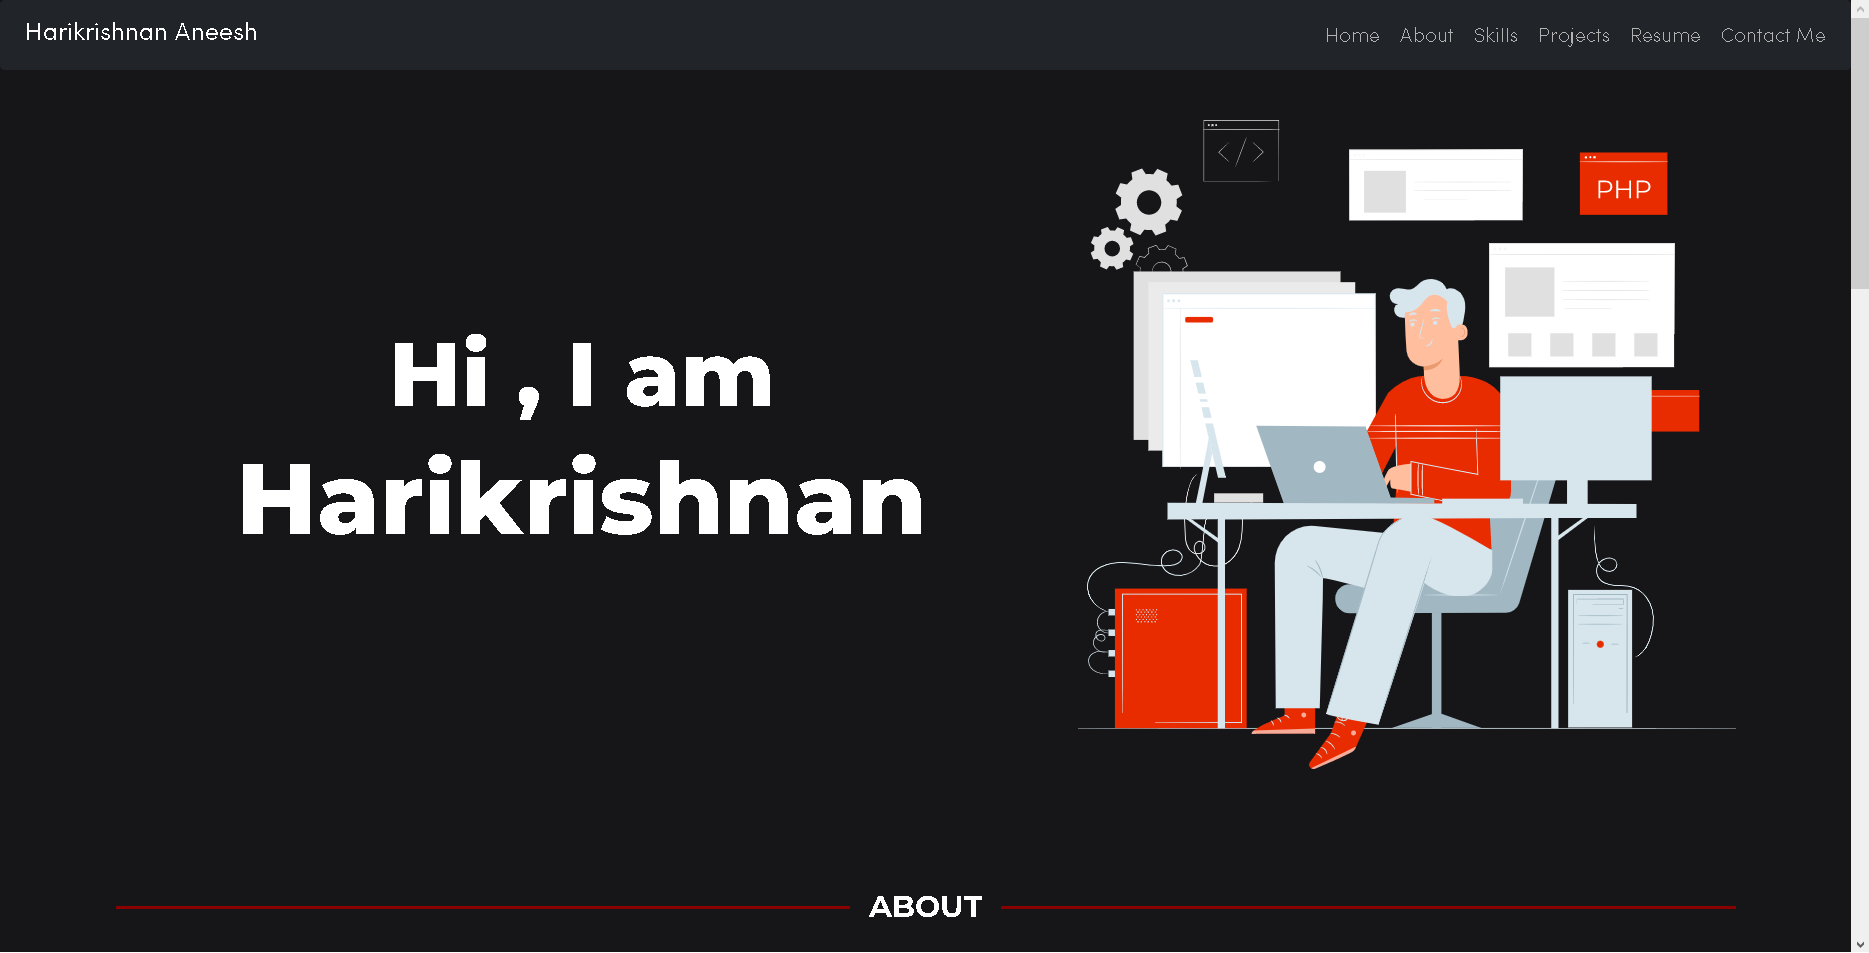 Harikrishnan Aneesh
Home About Skills Projects Resume Contact Me
</>
PHP
Hi , I am
Harikrishnan
ABOUT